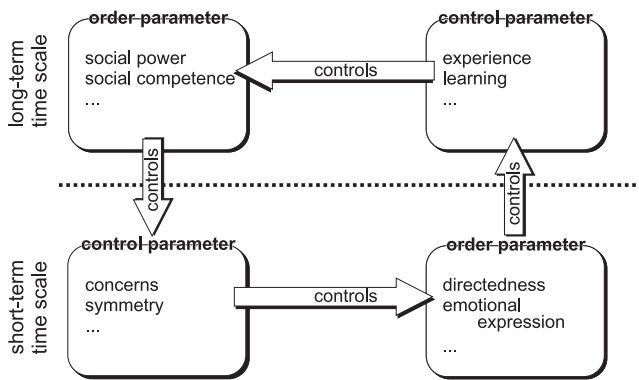 order parameter
control parameter
long-term
time scale
social power
social competence
...
controls
experience
learning
...
controls
controls
control parameter
order parameter
short-term
time scale
concerns
symmetry
...
controls
directedness
emotional
expression
...